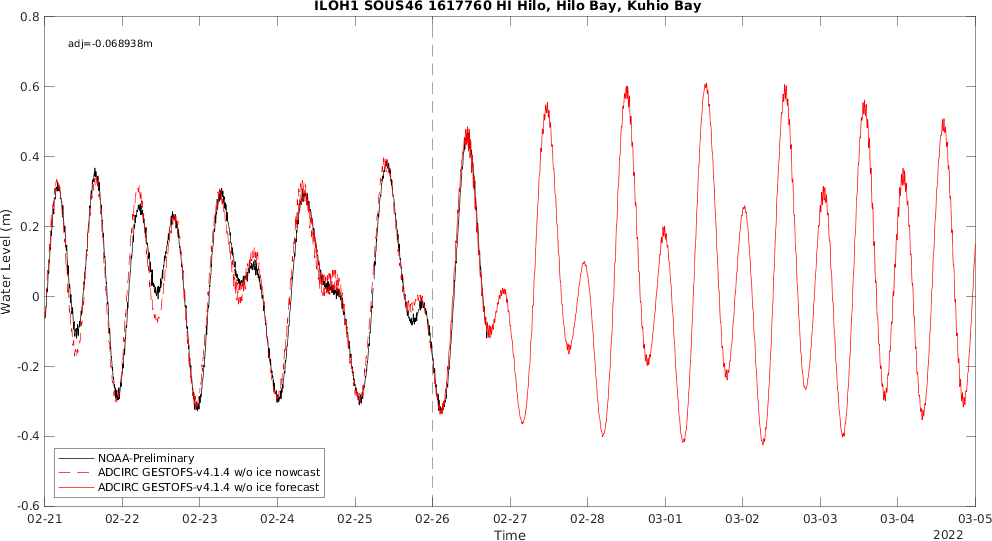 ILOH1 SOUS46 1617760 HI Hilo, Hilo Bay, Kuhio Bay
adj=-0.068938m
Water Level (m)
0.8
0.6
0.4
0.2
0
-0.2
-0.4
-0.6
NOAA-Preliminary
ADCIRC GESTOFS-v4.1.4 w/o ice nowcast
ADCIRC GESTOFS-v4.1.4 w/o ice forecast
02-21 02-22 02-23 02-24 02-25 02-26 02-27 02-28 03-01 03-02 03-03 03-04 03-05
Time
2022